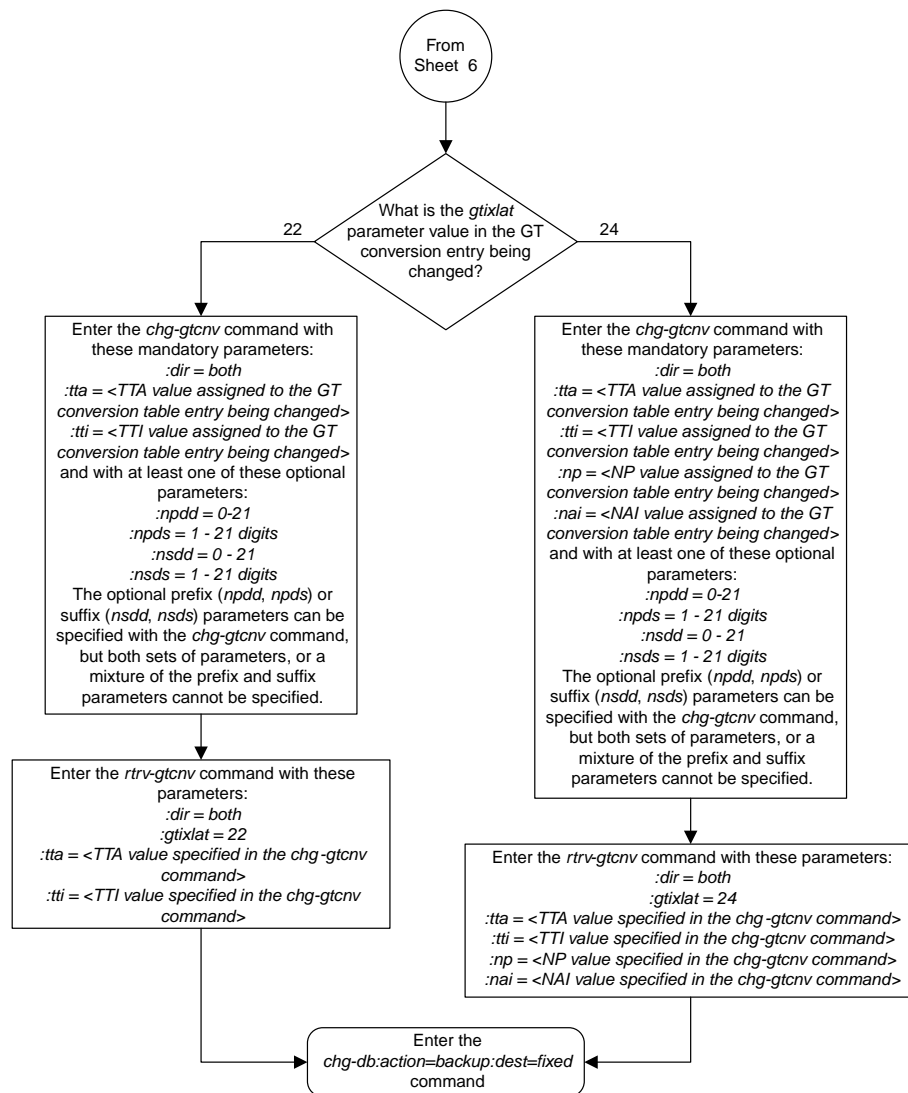 From
Sheet 6
What is the gtixlat
parameter value in the GT
conversion entry being
changed?
22
24
Enter the chg-gtcnv command with
these mandatory parameters:
:dir = both
:tta = <TTA value assigned to the GT
conversion table entry being changed>
:tti = <TTI value assigned to the GT
conversion table entry being changed>
and with at least one of these optional
parameters:
:npdd = 0-21
:npds = 1 - 21 digits
:nsdd = 0 - 21
:nsds = 1 - 21 digits
The optional prefix (npdd, npds) or
suffix (nsdd, nsds) parameters can be
specified with the chg-gtcnv command,
but both sets of parameters, or a
mixture of the prefix and suffix
parameters cannot be specified.
Enter the rtrv-gtcnv command with these
parameters:
:dir = both
:gtixlat = 22
:tta = <TTA value specified in the chg-gtcnv
command>
:tti = <TTI value specified in the chg-gtcnv
command>
Enter the chg-gtcnv command with
these mandatory parameters:
:dir = both
:tta = <TTA value assigned to the GT
conversion table entry being changed>
:tti = <TTI value assigned to the GT
conversion table entry being changed>
:np = <NP value assigned to the GT
conversion table entry being changed>
:nai = <NAI value assigned to the GT
conversion table entry being changed>
and with at least one of these optional
parameters:
:npdd = 0-21
:npds = 1 - 21 digits
:nsdd = 0 - 21
:nsds = 1 - 21 digits
The optional prefix (npdd, npds) or
suffix (nsdd, nsds) parameters can be
specified with the chg-gtcnv command,
but both sets of parameters, or a
mixture of the prefix and suffix
parameters cannot be specified.
Enter the rtrv-gtcnv command with these parameters:
:dir = both
:gtixlat = 24
:tta = <TTA value specified in the chg-gtcnv command>
:tti = <TTI value specified in the chg-gtcnv command>
:np = <NP value specified in the chg-gtcnv command>
:nai = <NAI value specified in the chg-gtcnv command>
Enter the
chg-db:action=backup:dest=fixed
command